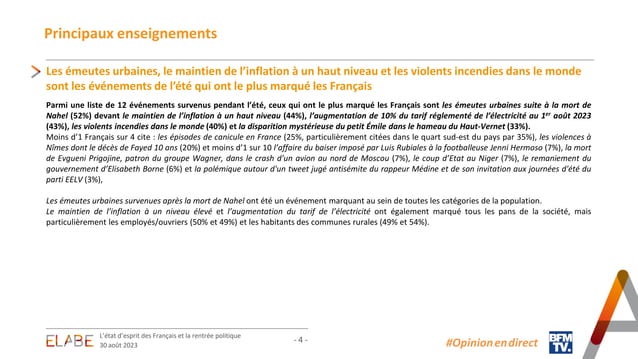 Principaux enseignements
Les émeutes urbaines, le maintien de l’inflation à un haut niveau et les violents incendies dans le monde
sont les événements de l’été qui ont le plus marqué les Français
Parmi une liste de 12 événements survenus pendant l’été, ceux qui ont le plus marqué les Français sont les émeutes urbaines suite à la mort de
Nahel (52%) devant le maintien de l’inflation à un haut niveau (44%), l’augmentation de 10% du tarif réglementé de l’électricité au 1er août 2023
(43%), les violents incendies dans le monde (40%) et la disparition mystérieuse du petit Émile dans le hameau du Haut-Vernet (33%).
Moins d’1 Français sur 4 cite : les épisodes de canicule en France (25%, particulièrement citées dans le quart sud-est du pays par 35%), les violences à
Nîmes dont le décès de Fayed 10 ans (20%) et moins d’1 sur 10 l’affaire du baiser imposé par Luis Rubiales à la footballeuse Jenni Hermoso (7%), la mort
de Evgueni Prigojine, patron du groupe Wagner, dans le crash d'un avion au nord de Moscou (7%), le coup d’Etat au Niger (7%), le remaniement du
gouvernement d’Elisabeth Borne (6%) et la polémique autour d'un tweet jugé antisémite du rappeur Médine et de son invitation aux journées d’été du
parti EELV (3%),
Les émeutes urbaines survenues après la mort de Nahel ont été un événement marquant au sein de toutes les catégories de la population.
Le maintien de l’inflation à un niveau élevé et l’augmentation du tarif de l’électricité ont également marqué tous les pans de la société, mais
particulièrement les employés/ouvriers (50% et 49%) et les habitants des communes rurales (49% et 54%).
ELABE
L’état d’esprit des Français et la rentrée politique
30 août 2023
- 4 -
#Opinion en direct
BFM
TV.